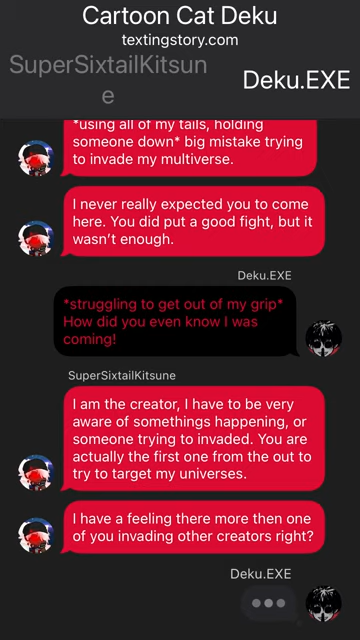 Cartoon Cat Deku
textingstory.com
SuperSixtailKitsun
e
Deku.EXE
*using all of my tails, holding
someone down* big mistake trying
to invade my multiverse.
I never really expected you to come
here. You did put a good fight, but it
wasn’t enough.
Deku.EXE
*struggling to get out of my grip*
How did you even know I was
coming!
SuperSixtailKitsune
I am the creator, I have to be very
aware of somethings happening, or
someone trying to invaded. You are
actually the first one from the out to
try to target my universes.
I have a feeling there more then one
of you invading other creators right?
Deku.EXE